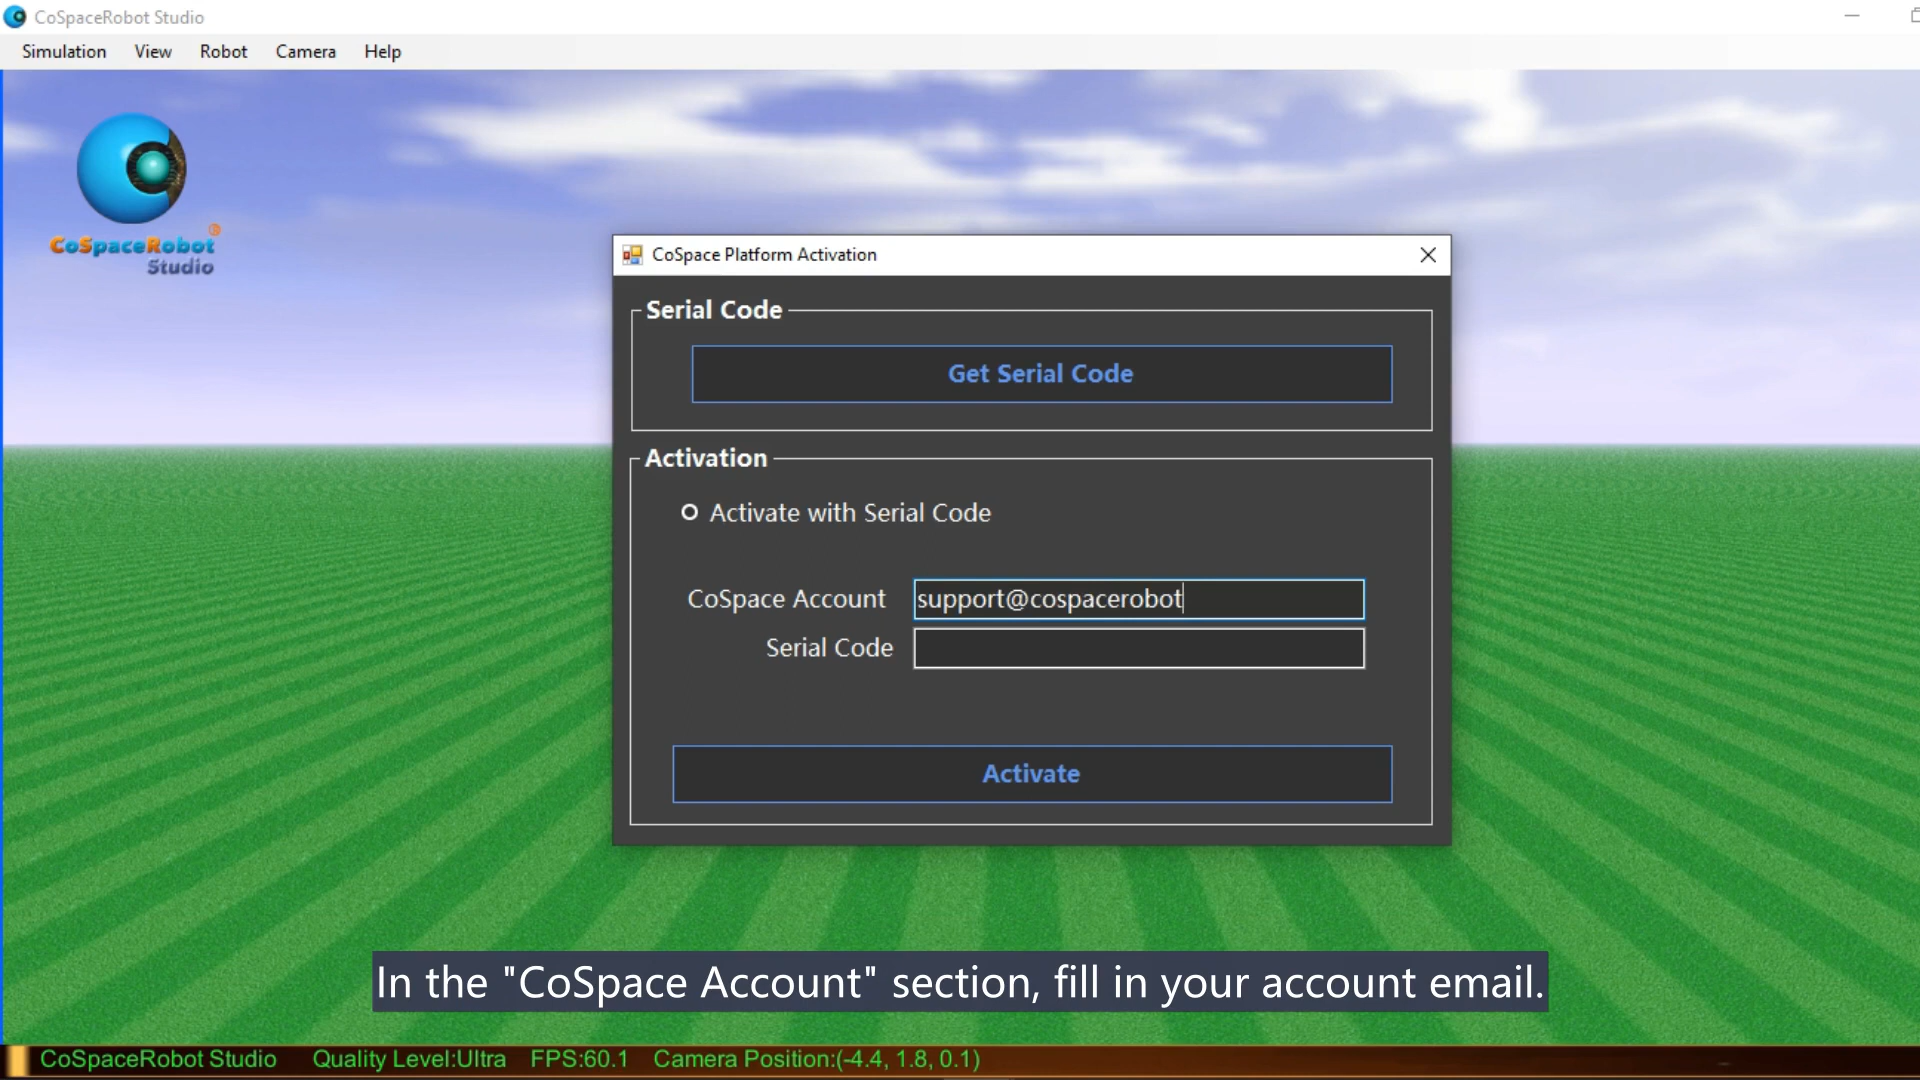 CoSpaceRobot Studio
Simulation View Robot Camera Help
CoSpaceRobot®
Studio
CoSpace Platform Activation
Serial Code
Get Serial Code
Activation
Activate with Serial Code
CoSpace Account support@cospacerobot
Serial Code
Activate
In the "CoSpace Account" section, fill in your account email.
CoSpaceRobot Studio Quality Level:Ultra FPS:60.1 Camera Position:(-4.4, 1.8, 0.1)